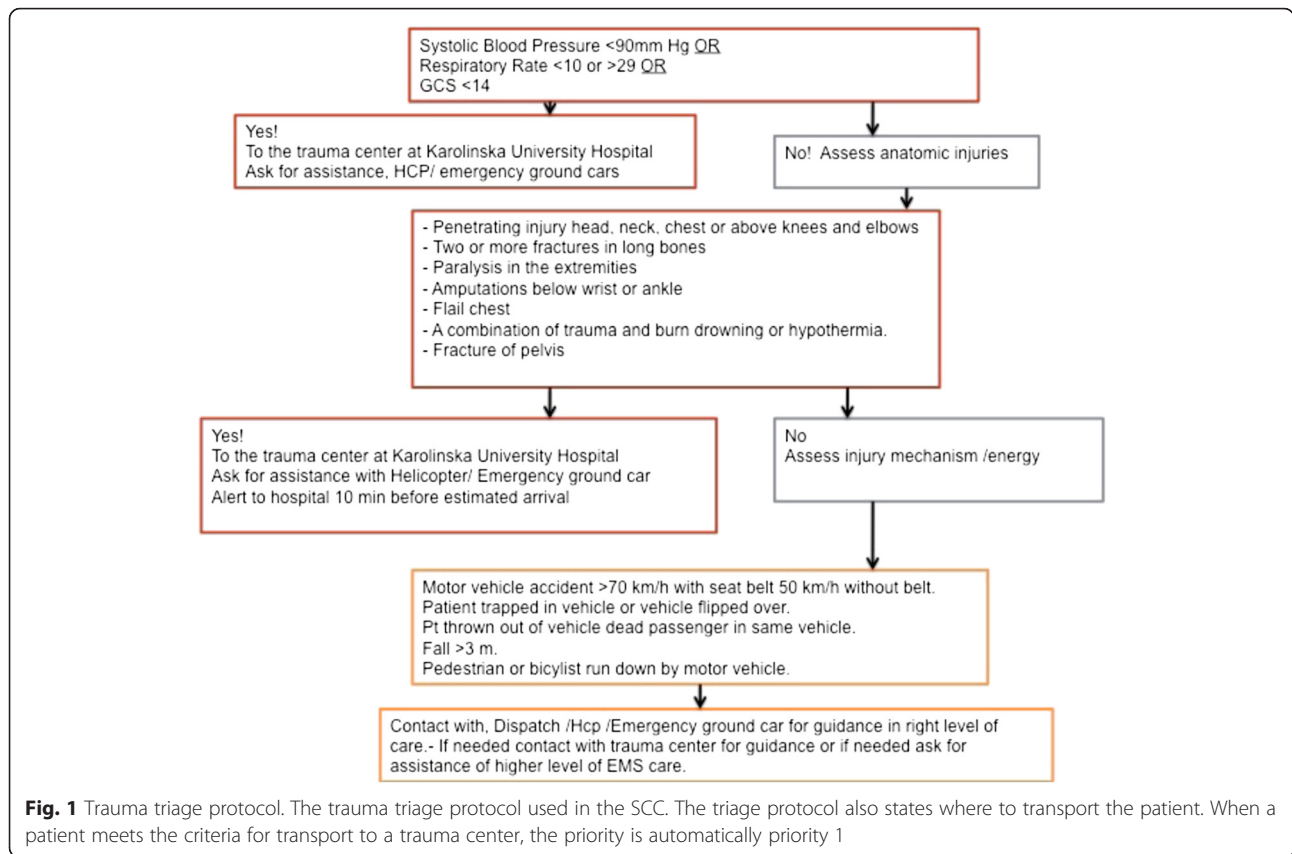 Systolic Blood Pressure <90mm Hg OR
Respiratory Rate <10 or >29 OR
GCS <14
Yes!
To the trauma center at Karolinska University Hospital
Ask for assistance, HCP/ emergency ground cars
No! Assess anatomic injuries
- Penetrating injury head, neck, chest or above knees and elbows
- Two or more fractures in long bones
- Paralysis in the extremities
- Amputations below wrist or ankle
- Flail chest
- A combination of trauma and burn drowning or hypothermia.
- Fracture of pelvis
Yes!
To the trauma center at Karolinska University Hospital
Ask for assistance with Helicopter/ Emergency ground car
Alert to hospital 10 min before estimated arrival
No
Assess injury mechanism /energy
Motor vehicle accident >70 km/h with seat belt 50 km/h without belt.
Patient trapped in vehicle or vehicle flipped over.
Pt thrown out of vehicle dead passenger in same vehicle.
Fall >3 m.
Pedestrian or bicylist run down by motor vehicle.
Contact with, Dispatch /Hcp /Emergency ground car for guidance in right level of
care.- If needed contact with trauma center for guidance or if needed ask for
assistance of higher level of EMS care.
Fig. 1 Trauma triage protocol. The trauma triage protocol used in the SCC. The triage protocol also states where to transport the patient. When a
patient meets the criteria for transport to a trauma center, the priority is automatically priority 1